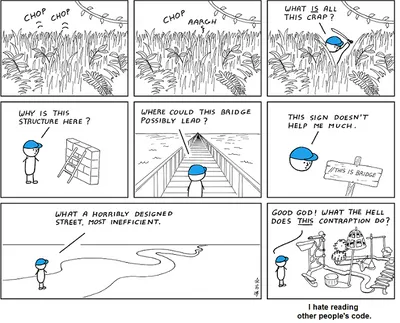 CHOP
CHOP
CHOP
AARGH
WHAT IS ALL
THIS CRAP?
WHY IS THIS
STRUCTURE HERE?
WHERE COULD THIS BRIDGE
POSSIBLY LEAD?
THIS SIGN DOESN'T
HELP ME MUCH.
//THIS IS BRIDGE
WHAT A HORRIBLY DESIGNED
STREET, MOST INEFFICIENT.
GOOD GOD! WHAT THE HELL
DOES THIS CONTRAPTION DO?
I hate reading
other people's code.